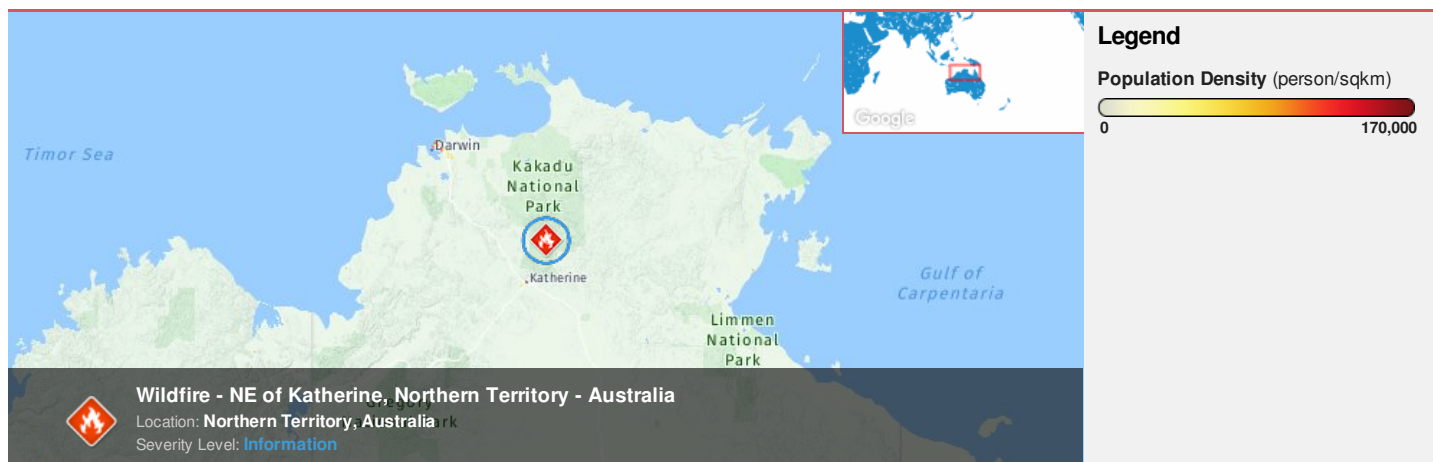 Timor Sea
Darwin
Kakadu
National
Park
Katherine
Gulf of
Carpentaria
Limmen
National
Park
Google
Wildfire - NE of Katherine, Northern Territory - Australia
Gregory
Location: Northern Territory, Australia
Severity Level: Information
Legend
Population Density (person/sqkm)
0
170,000